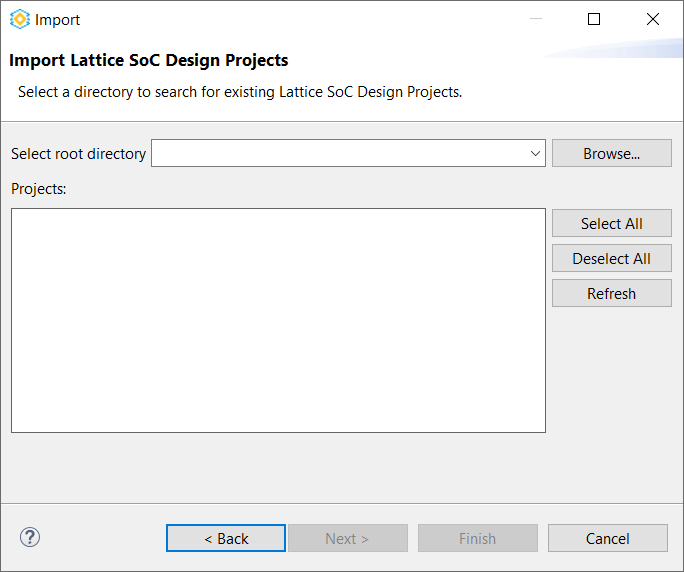 Import
Import Lattice SoC Design Projects
Select a directory to search for existing Lattice SoC Design Projects.
Select root directory
Browse...
Projects:
Select All
Deselect All
Refresh
?
< Back
Next >
Finish
Cancel